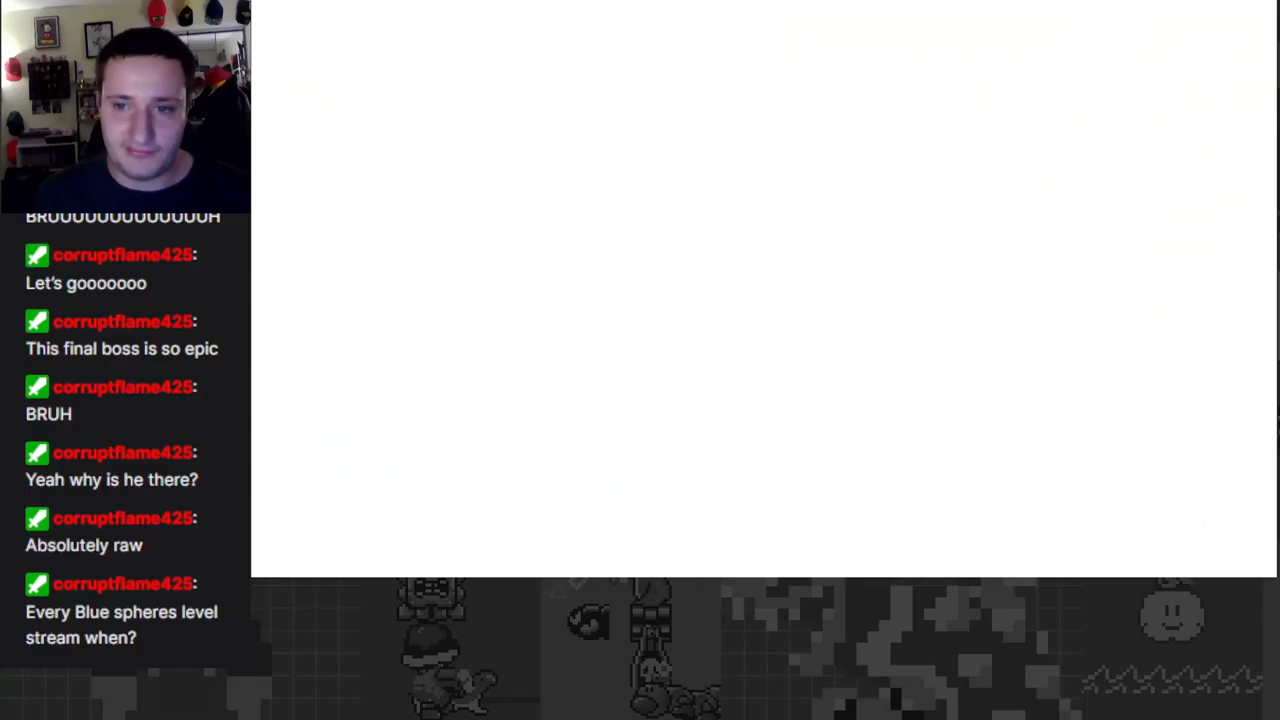 BRUUUUUUUUUUUUUH
corruptflame425:
Let's gooooooo
corruptflame425:
This final boss is so epic
corruptflame425:
BRUH
corruptflame425:
Yeah why is he there?
corruptflame425:
Absolutely raw
corruptflame425:
Every Blue spheres level
stream when?